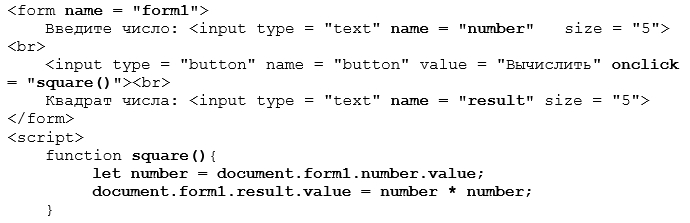 <form name = "form1">
Введите число: <input type = "text" name = "number" size = "5">
<br>
<input type = "button" name = "button" value = "Вычислить" onclick
= "square()"><br>
Квадрат числа: <input type = "text" name = "result" size = "5">
</form>
<script>
function square(){
let number = document.form1.number.value;
document.form1.result.value = number * number;
}